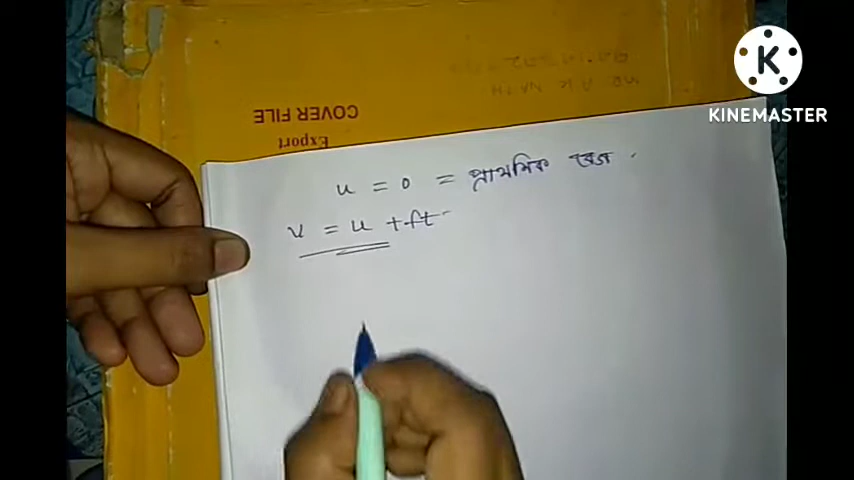 KINEMASTER
COVER FILE
Export
u = 0 = প্রাথমিক বেগ .
v = u + ft